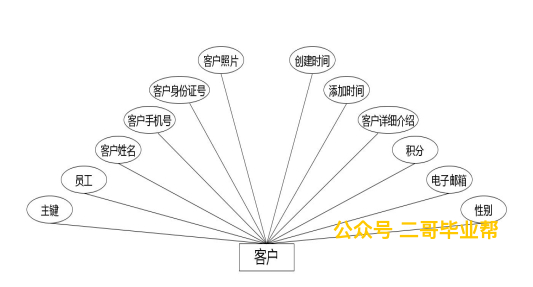 客户照片
创建时间
客户身份证号
添加时间
客户手机号
客户详细介绍
客户姓名
积分
员工
电子邮箱
主键
性别
公众号 二哥毕业帮
客户